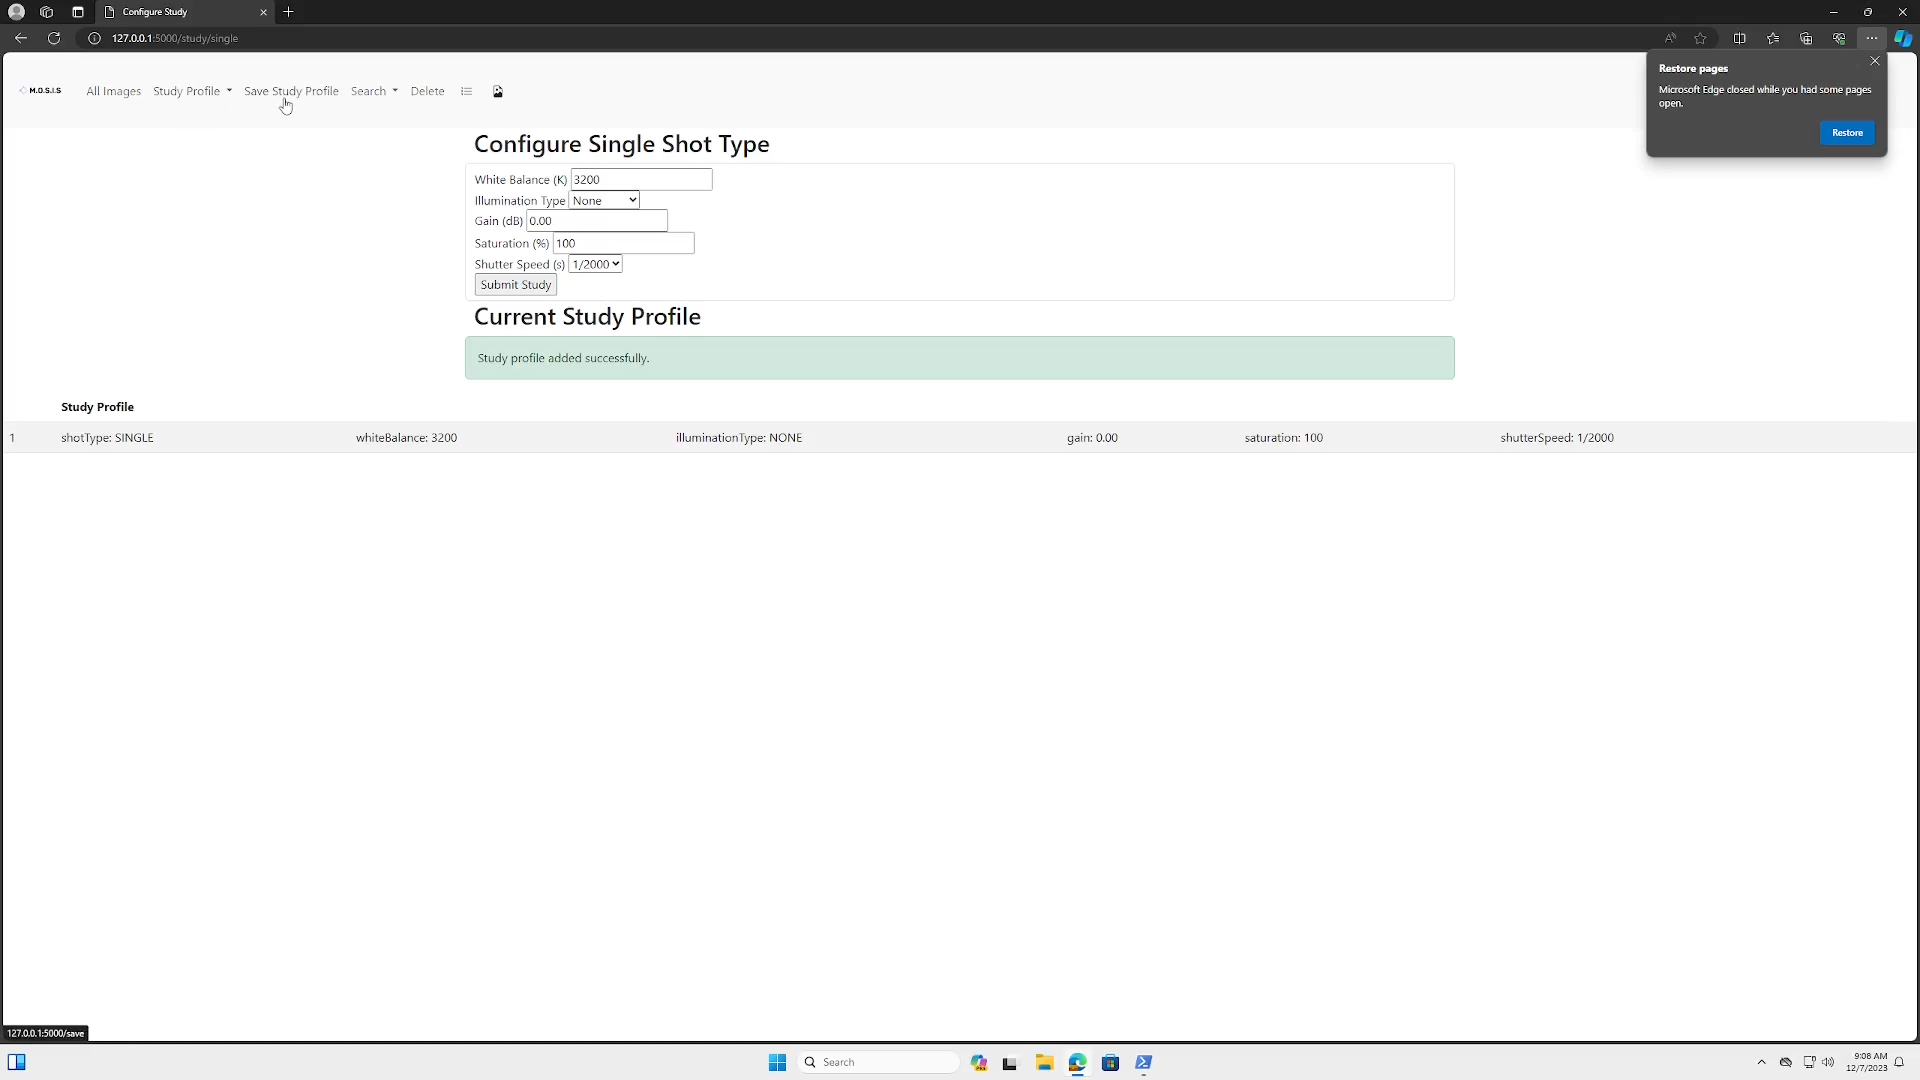 Configure Study
127.0.0.1:5000/study/single
Restore pages
Microsoft Edge closed while you had some pages
open.
Restore
M.O.S.I.S
All Images Study Profile Save Study Profile Search Delete
Configure Single Shot Type
White Balance (K) 3200
Illumination Type None
Gain (dB) 0.00
Saturation (%) 100
Shutter Speed (s) 1/2000
Submit Study
Current Study Profile
Study profile added successfully.
Study Profile
1 shotType: SINGLE whiteBalance: 3200 illuminationType: NONE gain: 0.00 saturation: 100 shutterSpeed: 1/2000
127.0.0.1:5000/save
Search
9:08 AM
12/7/2023